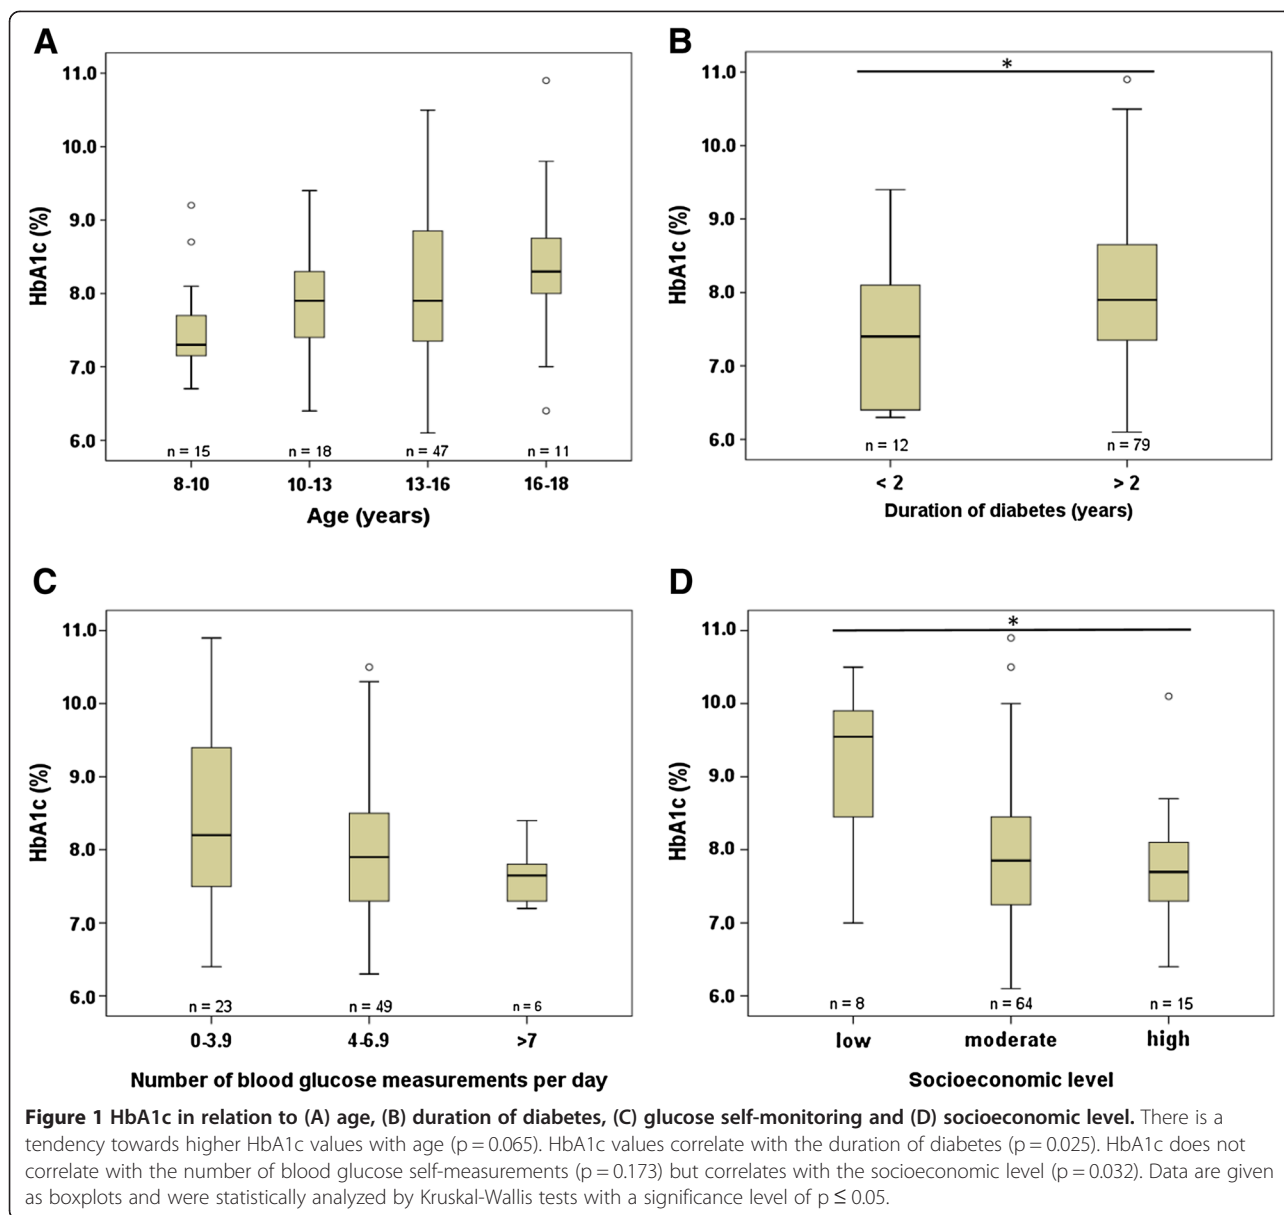 A
11.0
10.0
9.0
8.0
7.0
6.0
HbA1c (%)
n = 15
n = 18
n = 47
n = 11
8-10
10-13
13-16
16-18
Age (years)
B
*
11.0
10.0
9.0
8.0
7.0
6.0
HbA1c (%)
n = 12
n = 79
< 2
> 2
Duration of diabetes (years)
C
11.0
10.0
9.0
8.0
7.0
6.0
HbA1c (%)
n = 23
n = 49
n = 6
0-3.9
4-6.9
>7
Number of blood glucose measurements per day
D
*
11.0
10.0
9.0
8.0
7.0
6.0
HbA1c (%)
n = 8
n = 64
n = 15
low
moderate
high
Socioeconomic level
Figure 1 HbA1c in relation to (A) age, (B) duration of diabetes, (C) glucose self-monitoring and (D) socioeconomic level. There is a
tendency towards higher HbA1c values with age (p = 0.065). HbA1c values correlate with the duration of diabetes (p = 0.025). HbA1c does not
correlate with the number of blood glucose self-measurements (p = 0.173) but correlates with the socioeconomic level (p = 0.032). Data are given
as boxplots and were statistically analyzed by Kruskal-Wallis tests with a significance level of p ≤ 0.05.